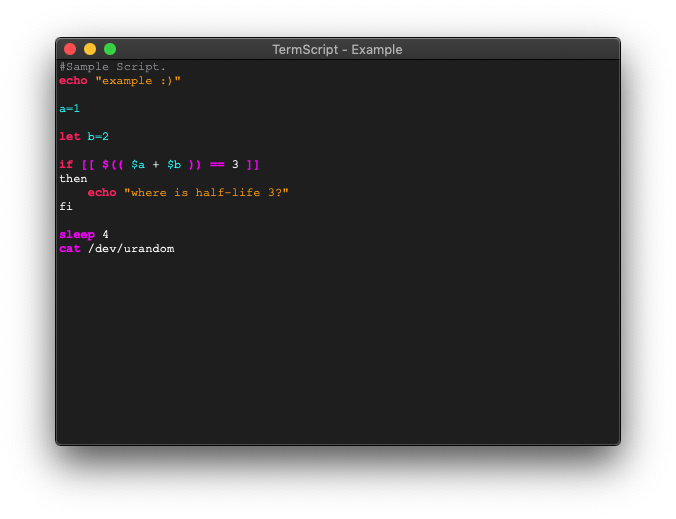 TermScript - Example
#Sample Script.
echo "example :)"
a=1
let b=2
if [[ $(( $a + $b )) == 3 ]]
then
    echo "where is half-life 3?"
fi
sleep 4
cat /dev/urandom